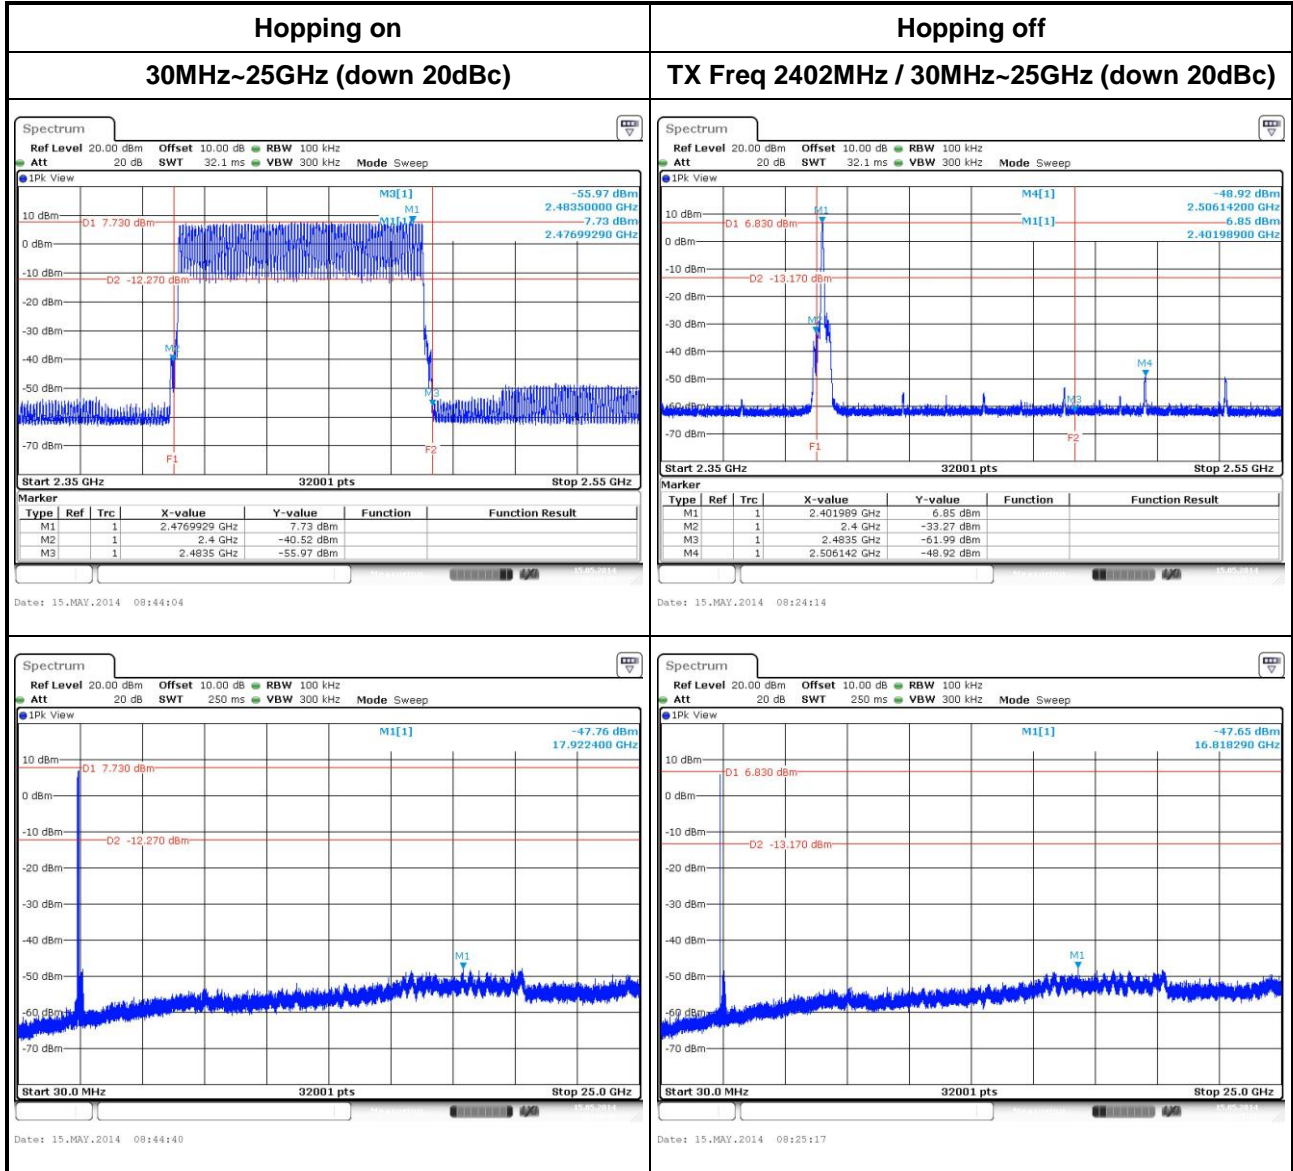 Hopping on
Hopping off
30MHz~25GHz (down 20dBc)
TX Freq 2402MHz / 30MHz~25GHz (down 20dBc)
Spectrum
Ref Level 20.00 dBm Offset 10.00 dB RBW 100 kHz
Att 20 dB SWT 32.1 ms VBW 300 kHz Mode Sweep
1Pk View
M3[1] -55.97 dBm
2.48350000 GHz
M1
M1[1] 7.73 dBm
2.47699290 GHz
10 dBm
D1 7.730 dBm
0 dBm
-10 dBm
D2 -12.270 dBm
-20 dBm
-30 dBm
M2
-40 dBm
-50 dBm
M3
-70 dBm
F1
F2
Start 2.35 GHz 32001 pts Stop 2.55 GHz
Marker
Type Ref Trc X-value Y-value Function Function Result
M1 1 2.4769929 GHz 7.73 dBm
M2 1 2.4 GHz -40.52 dBm
M3 1 2.4835 GHz -55.97 dBm
Date: 15.MAY.2014 08:44:04
Spectrum
Ref Level 20.00 dBm Offset 10.00 dB RBW 100 kHz
Att 20 dB SWT 32.1 ms VBW 300 kHz Mode Sweep
1Pk View
M4[1] -48.92 dBm
2.50614200 GHz
M1
M1[1] 6.85 dBm
2.40198900 GHz
10 dBm
D1 6.830 dBm
0 dBm
-10 dBm
D2 -13.170 dBm
-20 dBm
-30 dBm
M2
-40 dBm
M4
-50 dBm
M3
-60 dBm
-70 dBm
F1
F2
Start 2.35 GHz 32001 pts Stop 2.55 GHz
Marker
Type Ref Trc X-value Y-value Function Function Result
M1 1 2.401989 GHz 6.85 dBm
M2 1 2.4 GHz -33.27 dBm
M3 1 2.4835 GHz -61.99 dBm
M4 1 2.506142 GHz -48.92 dBm
Date: 15.MAY.2014 08:24:14
Spectrum
Ref Level 20.00 dBm Offset 10.00 dB RBW 100 kHz
Att 20 dB SWT 250 ms VBW 300 kHz Mode Sweep
1Pk View
M1[1] -47.76 dBm
17.922400 GHz
10 dBm
D1 7.730 dBm
0 dBm
-10 dBm
D2 -12.270 dBm
-20 dBm
-30 dBm
-40 dBm
M1
-50 dBm
-60 dBm
-70 dBm
Start 30.0 MHz 32001 pts Stop 25.0 GHz
Date: 15.MAY.2014 08:44:40
Spectrum
Ref Level 20.00 dBm Offset 10.00 dB RBW 100 kHz
Att 20 dB SWT 250 ms VBW 300 kHz Mode Sweep
1Pk View
M1[1] -47.65 dBm
16.818290 GHz
10 dBm
D1 6.830 dBm
0 dBm
-10 dBm
D2 -13.170 dBm
-20 dBm
-30 dBm
-40 dBm
M1
-50 dBm
-60 dBm
-70 dBm
Start 30.0 MHz 32001 pts Stop 25.0 GHz
Date: 15.MAY.2014 08:25:17